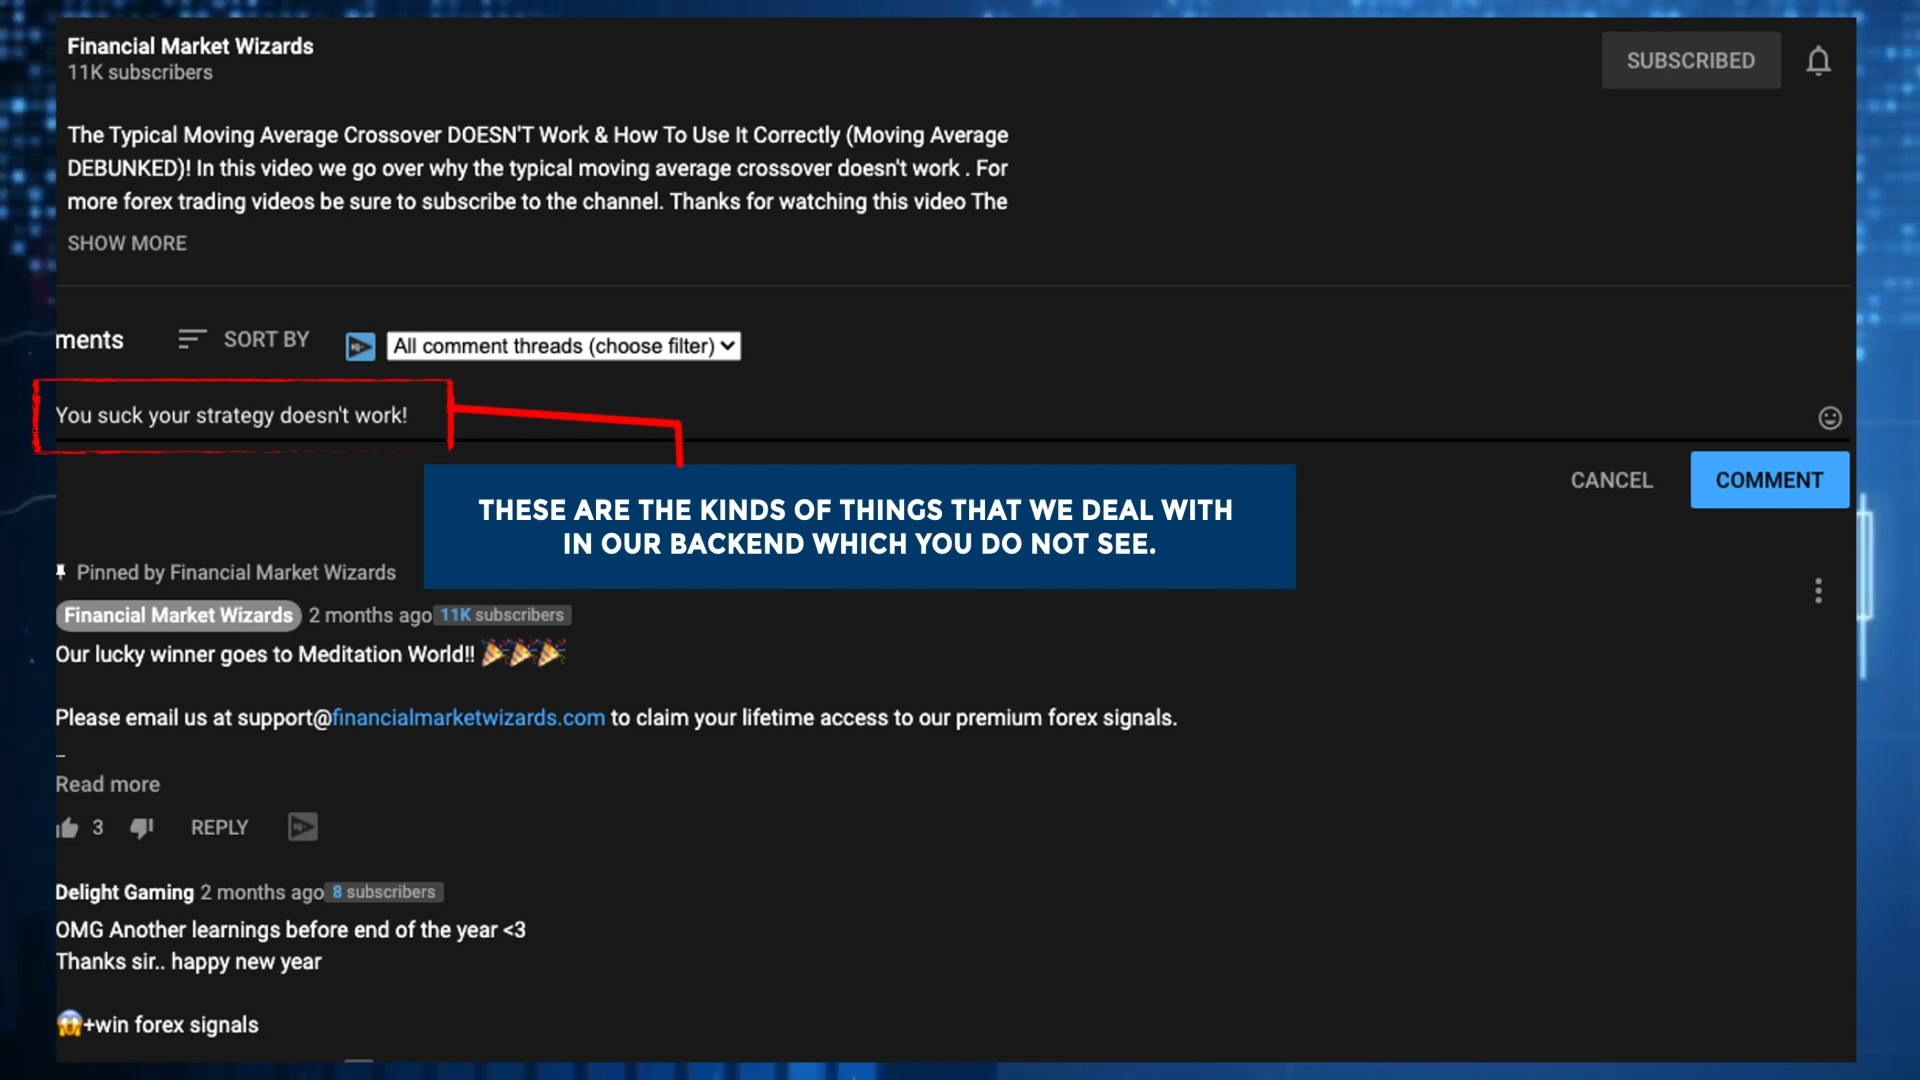 Financial Market Wizards
11K subscribers
SUBSCRIBED
The Typical Moving Average Crossover DOESN'T Work & How To Use It Correctly (Moving Average
DEBUNKED)! In this video we go over why the typical moving average crossover doesn't work . For
more forex trading videos be sure to subscribe to the channel. Thanks for watching this video The
SHOW MORE
ments
SORT BY
All comment threads (choose filter)
You suck your strategy doesn't work!
CANCEL
COMMENT
THESE ARE THE KINDS OF THINGS THAT WE DEAL WITH
IN OUR BACKEND WHICH YOU DO NOT SEE.
Pinned by Financial Market Wizards
Financial Market Wizards 2 months ago 11K subscribers
Our lucky winner goes to Meditation World!! 🎉🎉🎉
Please email us at support@financialmarketwizards.com to claim your lifetime access to our premium forex signals.
_
Read more
3
REPLY
Delight Gaming 2 months ago 8 subscribers
OMG Another learnings before end of the year <3
Thanks sir.. happy new year
😱+win forex signals